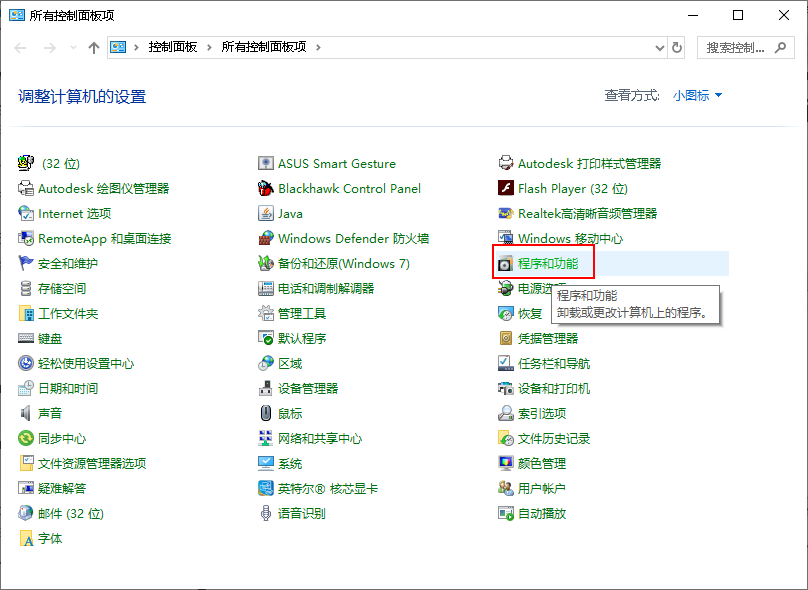 所有控制面板项
控制面板 所有控制面板项
搜索控制...
调整计算机的设置
查看方式: 小图标
(32 位) ASUS Smart Gesture Autodesk 打印样式管理器
Autodesk 绘图仪管理器 Blackhawk Control Panel Flash Player (32 位)
Internet 选项 Java Realtek高清晰音频管理器
RemoteApp 和桌面连接 Windows Defender 防火墙 Windows 移动中心
安全和维护 备份和还原(Windows 7) 程序和功能
存储空间 电话和调制解调器 电源选项
程序和功能
卸载或更改计算机上的程序。
工作文件夹 管理工具 恢复
键盘 默认程序 凭据管理器
轻松使用设置中心 区域 任务栏和导航
日期和时间 设备管理器 设备和打印机
声音 鼠标 索引选项
同步中心 网络和共享中心 文件历史记录
文件资源管理器选项 系统 颜色管理
疑难解答 英特尔® 核芯显卡 用户帐户
邮件 (32 位) 语音识别 自动播放
字体